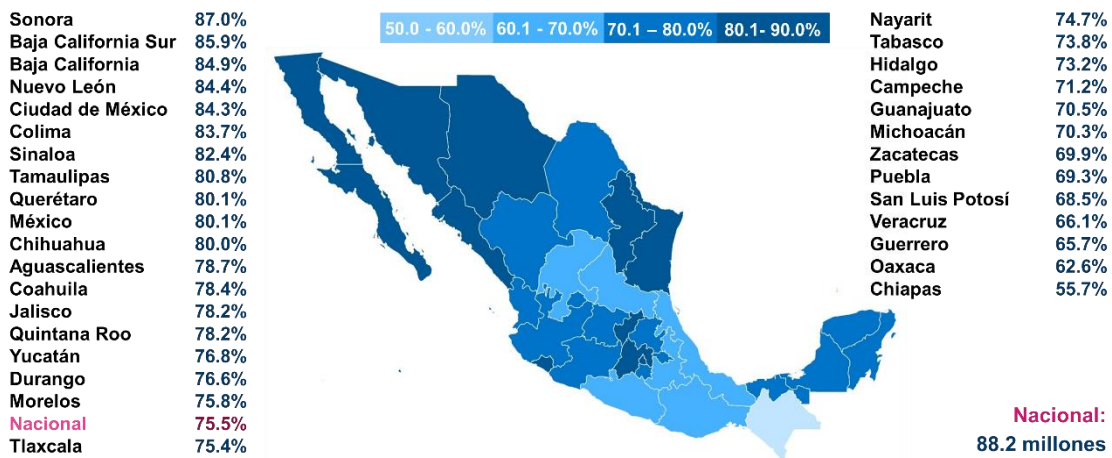 50.0 - 60.0% 60.1 - 70.0% 70.1 – 80.0% 80.1- 90.0%
Sonora 87.0%
Baja California Sur 85.9%
Baja California 84.9%
Nuevo León 84.4%
Ciudad de México 84.3%
Colima 83.7%
Sinaloa 82.4%
Tamaulipas 80.8%
Querétaro 80.1%
México 80.1%
Chihuahua 80.0%
Aguascalientes 78.7%
Coahuila 78.4%
Jalisco 78.2%
Quintana Roo 78.2%
Yucatán 76.8%
Durango 76.6%
Morelos 75.8%
Nacional 75.5%
Tlaxcala 75.4%
Nayarit 74.7%
Tabasco 73.8%
Hidalgo 73.2%
Campeche 71.2%
Guanajuato 70.5%
Michoacán 70.3%
Zacatecas 69.9%
Puebla 69.3%
San Luis Potosí 68.5%
Veracruz 66.1%
Guerrero 65.7%
Oaxaca 62.6%
Chiapas 55.7%
Nacional:
88.2 millones